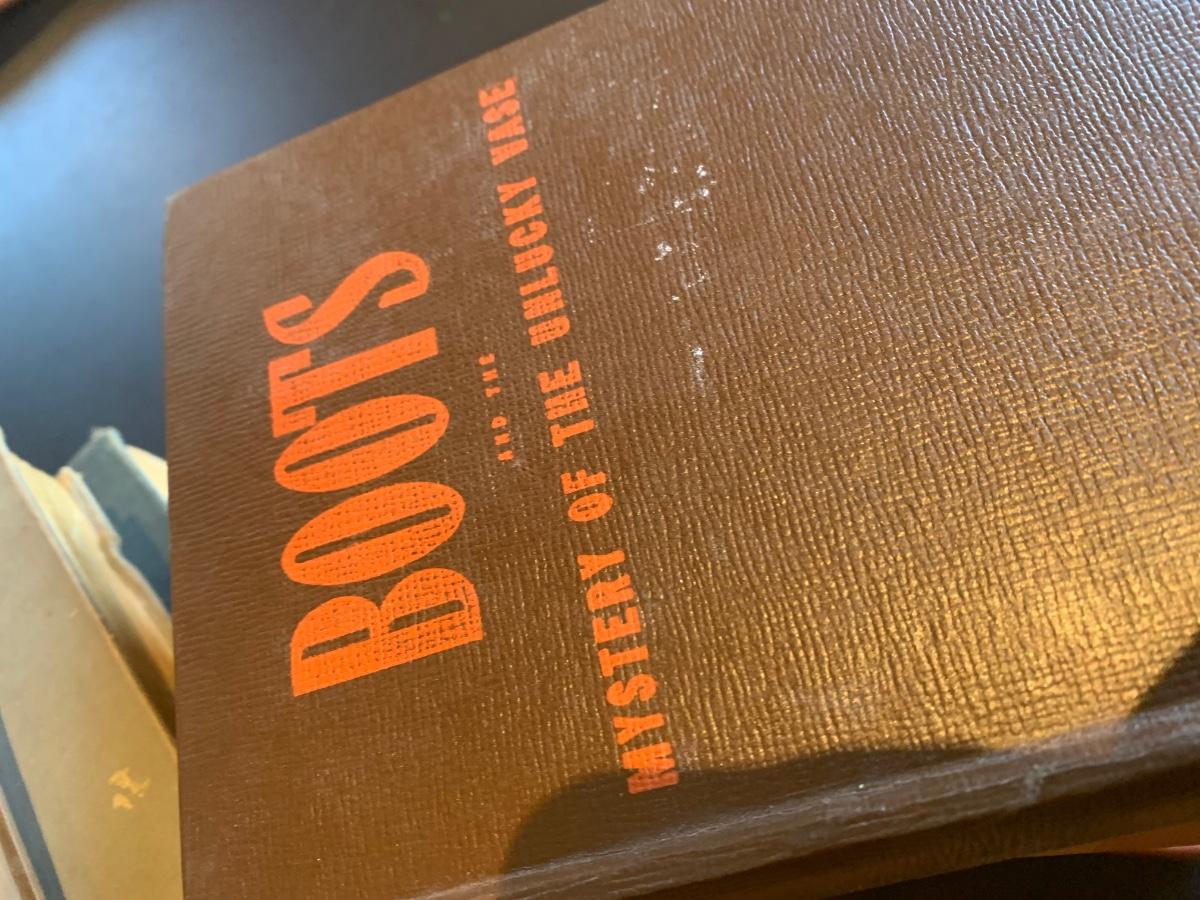 BOOTS
AND THE
MYSTERY OF THE UNLUCKY VASE